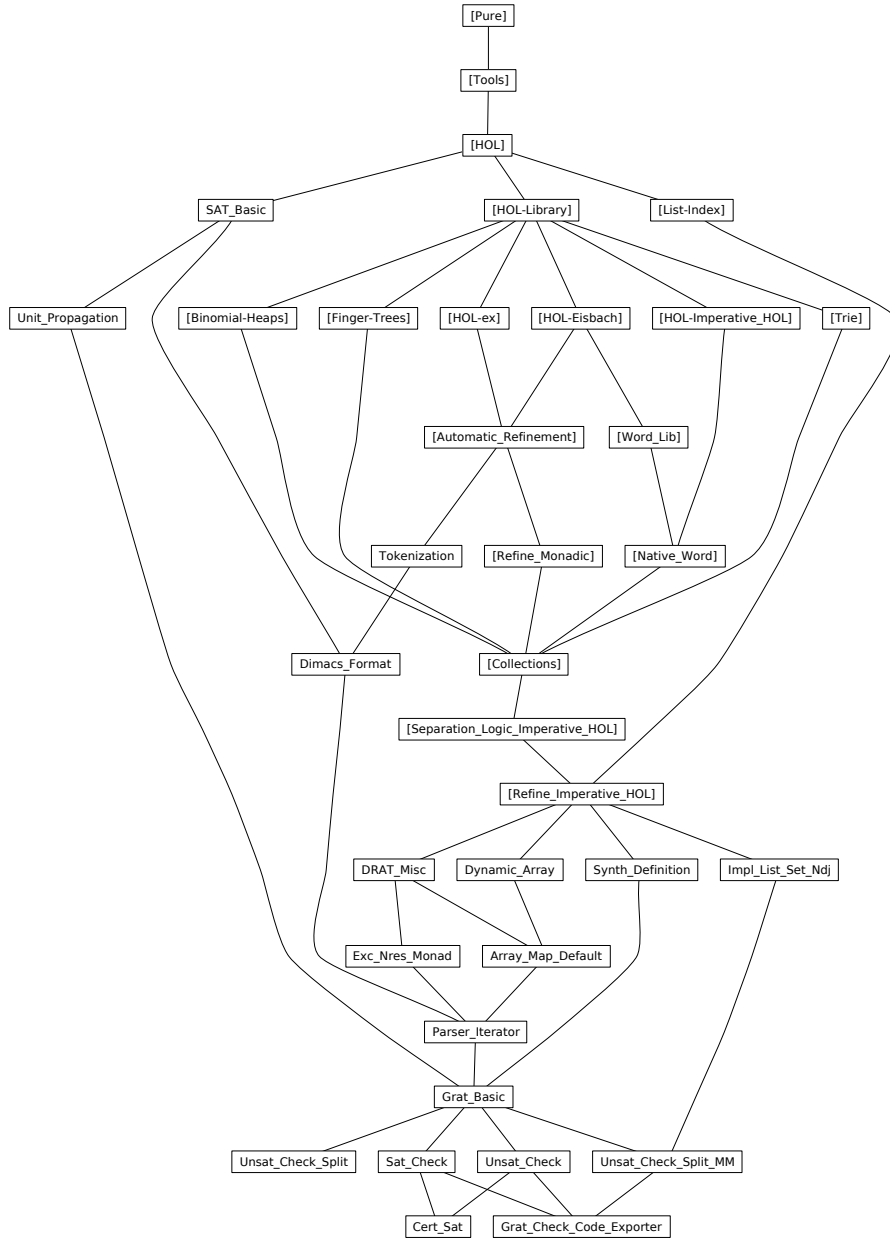 [Pure]
[Tools]
[HOL]
SAT_Basic
[HOL-Library]
[List-Index]
Unit_Propagation
[Binomial-Heaps]
[Finger-Trees]
[HOL-ex]
[HOL-Eisbach]
[HOL-Imperative_HOL]
[Trie]
[Automatic_Refinement]
[Word_Lib]
Tokenization
[Refine_Monadic]
[Native_Word]
Dimacs_Format
[Collections]
[Separation_Logic_Imperative_HOL]
[Refine_Imperative_HOL]
DRAT_Misc
Dynamic_Array
Synth_Definition
Impl_List_Set_Ndj
Exc_Nres_Monad
Array_Map_Default
Parser_Iterator
Grat_Basic
Unsat_Check_Split
Sat_Check
Unsat_Check
Unsat_Check_Split_MM
Cert_Sat
Grat_Check_Code_Exporter